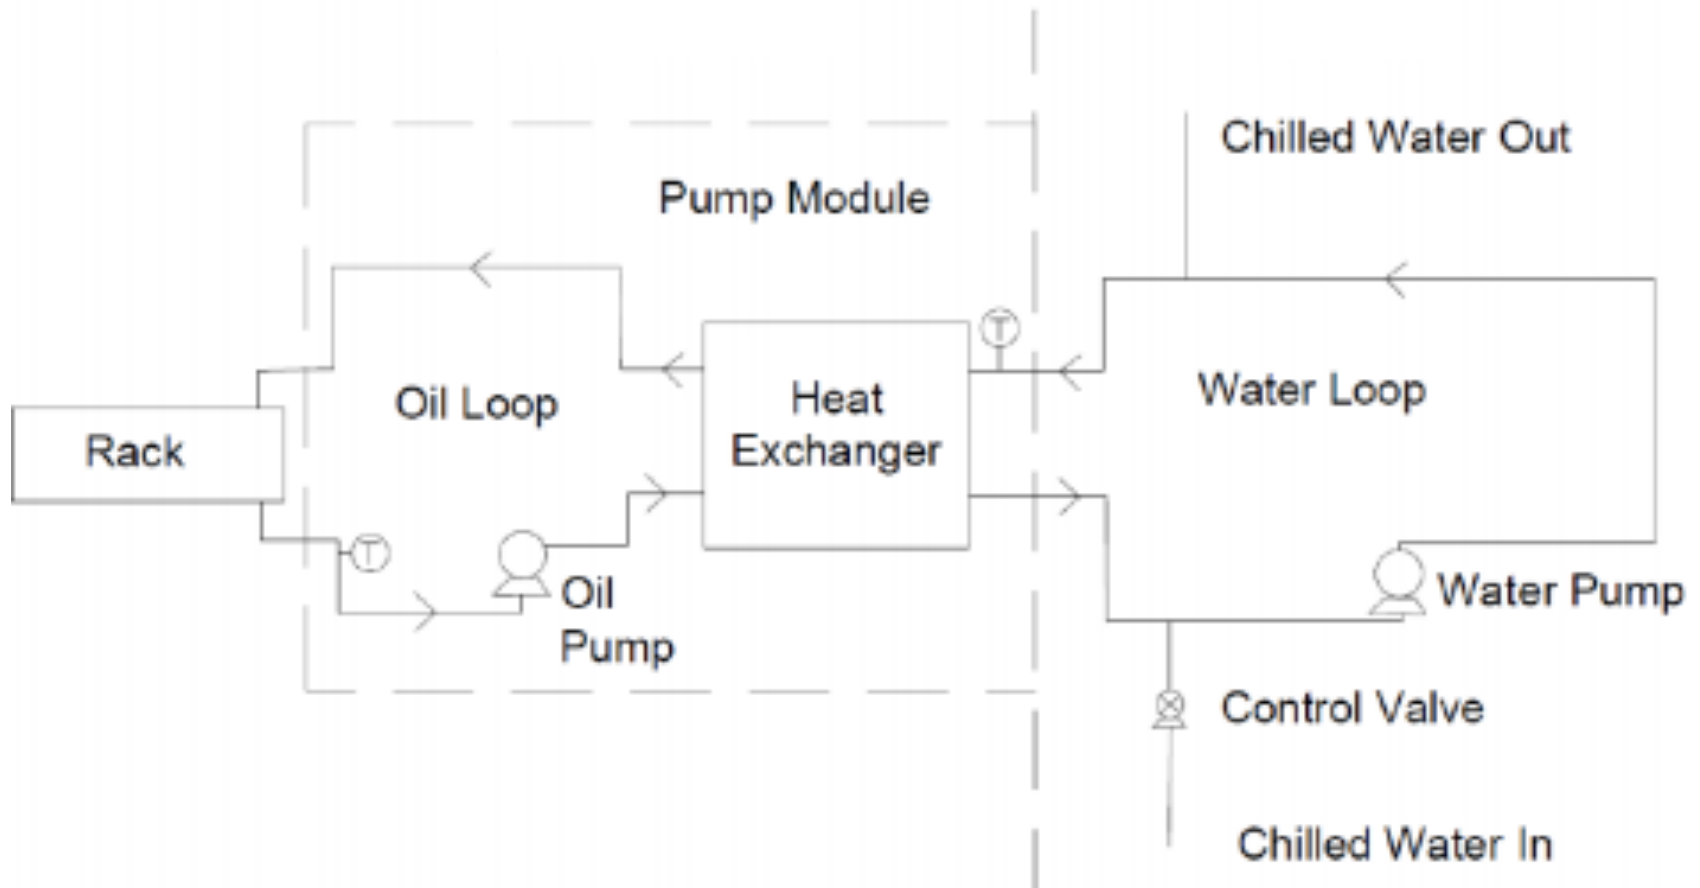 Chilled Water Out
Pump Module
T
Oil Loop
Heat
Exchanger
Water Loop
Rack
T
Oil
Pump
Water Pump
Control Valve
Chilled Water In